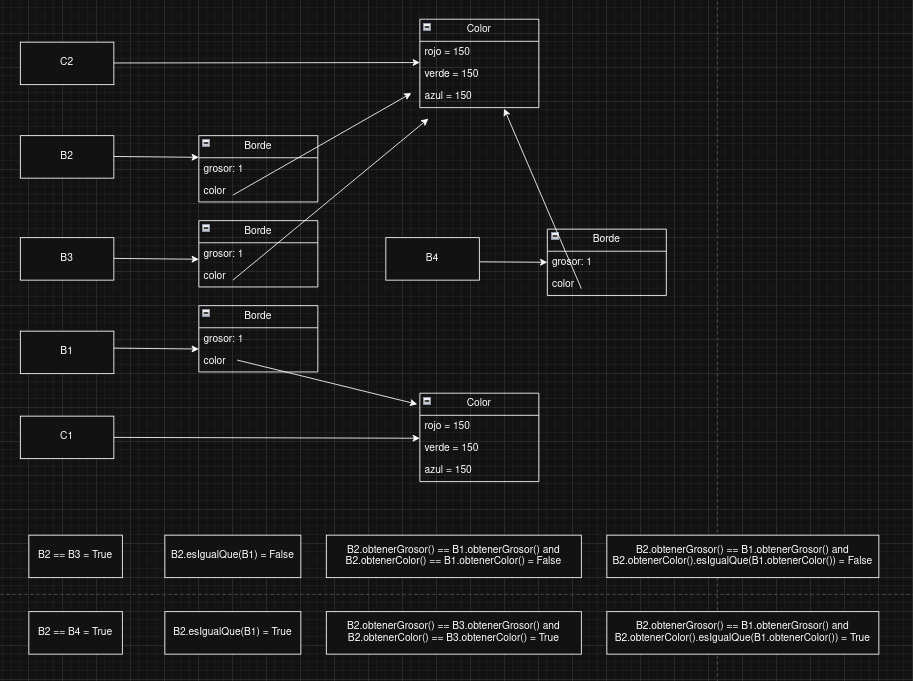 Color
rojo = 150
verde = 150
azul = 150
C2
B2
Borde
grosor: 1
color
B3
Borde
grosor: 1
color
B4
Borde
grosor: 1
color
B1
Borde
grosor: 1
color
C1
Color
rojo = 150
verde = 150
azul = 150
B2 == B3 = True
B2.esIgualQue(B1) = False
B2.obtenerGrosor() == B1.obtenerGrosor() and
B2.obtenerColor() == B1.obtenerColor() = False
B2.obtenerGrosor() == B1.obtenerGrosor() and
B2.obtenerColor().esIgualQue(B1.obtenerColor()) = False
B2 == B4 = True
B2.esIgualQue(B1) = True
B2.obtenerGrosor() == B3.obtenerGrosor() and
B2.obtenerColor() == B3.obtenerColor() = True
B2.obtenerGrosor() == B1.obtenerGrosor() and
B2.obtenerColor().esIgualQue(B1.obtenerColor()) = True